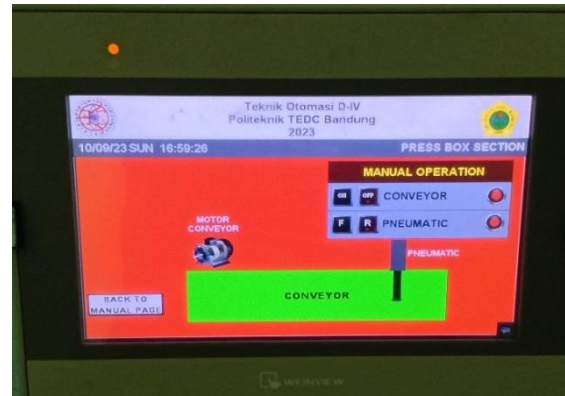 Teknik Otomasi D-IV
Politeknik TEDC Bandung
2023
10/09/23 SUN 16:59:26
PRESS BOX SECTION
MANUAL OPERATION
ON OFF CONVEYOR
F R PNEUMATIC
MOTOR
CONVEYOR
PNEUMATIC
CONVEYOR
BACK TO
MANUAL PAGE
WEINVIEW